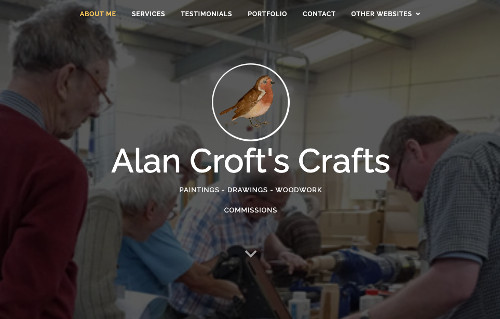 ABOUT ME SERVICES TESTIMONIALS PORTFOLIO CONTACT OTHER WEBSITES
Alan Croft's Crafts
PAINTINGS - DRAWINGS - WOODWORK
COMMISSIONS